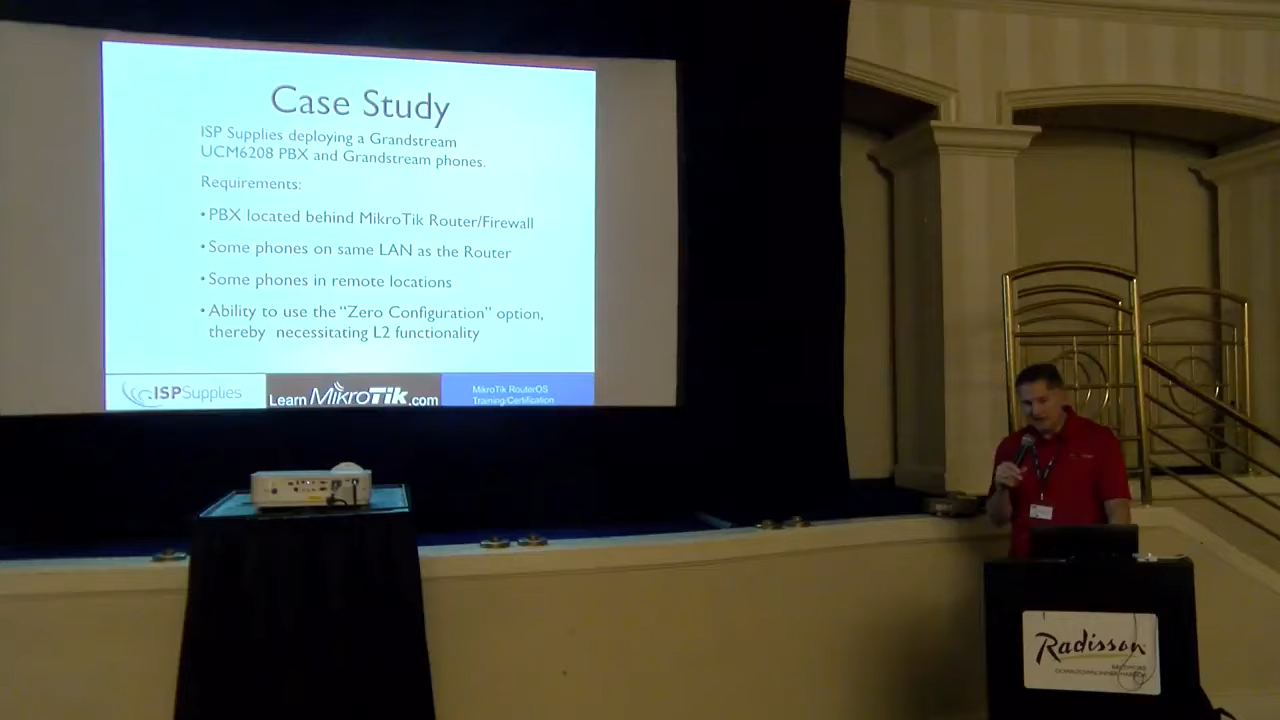 Case Study
ISP Supplies deploying a Grandstream
UCM6208 PBX and Grandstream phones.
Requirements:
•PBX located behind MikroTik Router/Firewall
•Some phones on same LAN as the Router
•Some phones in remote locations
•Ability to use the “Zero Configuration” option,
thereby necessitating L2 functionality
ISPSupplies
Learn MikroTik.com
MikroTik RouterOS
Training/Certification
Radisson